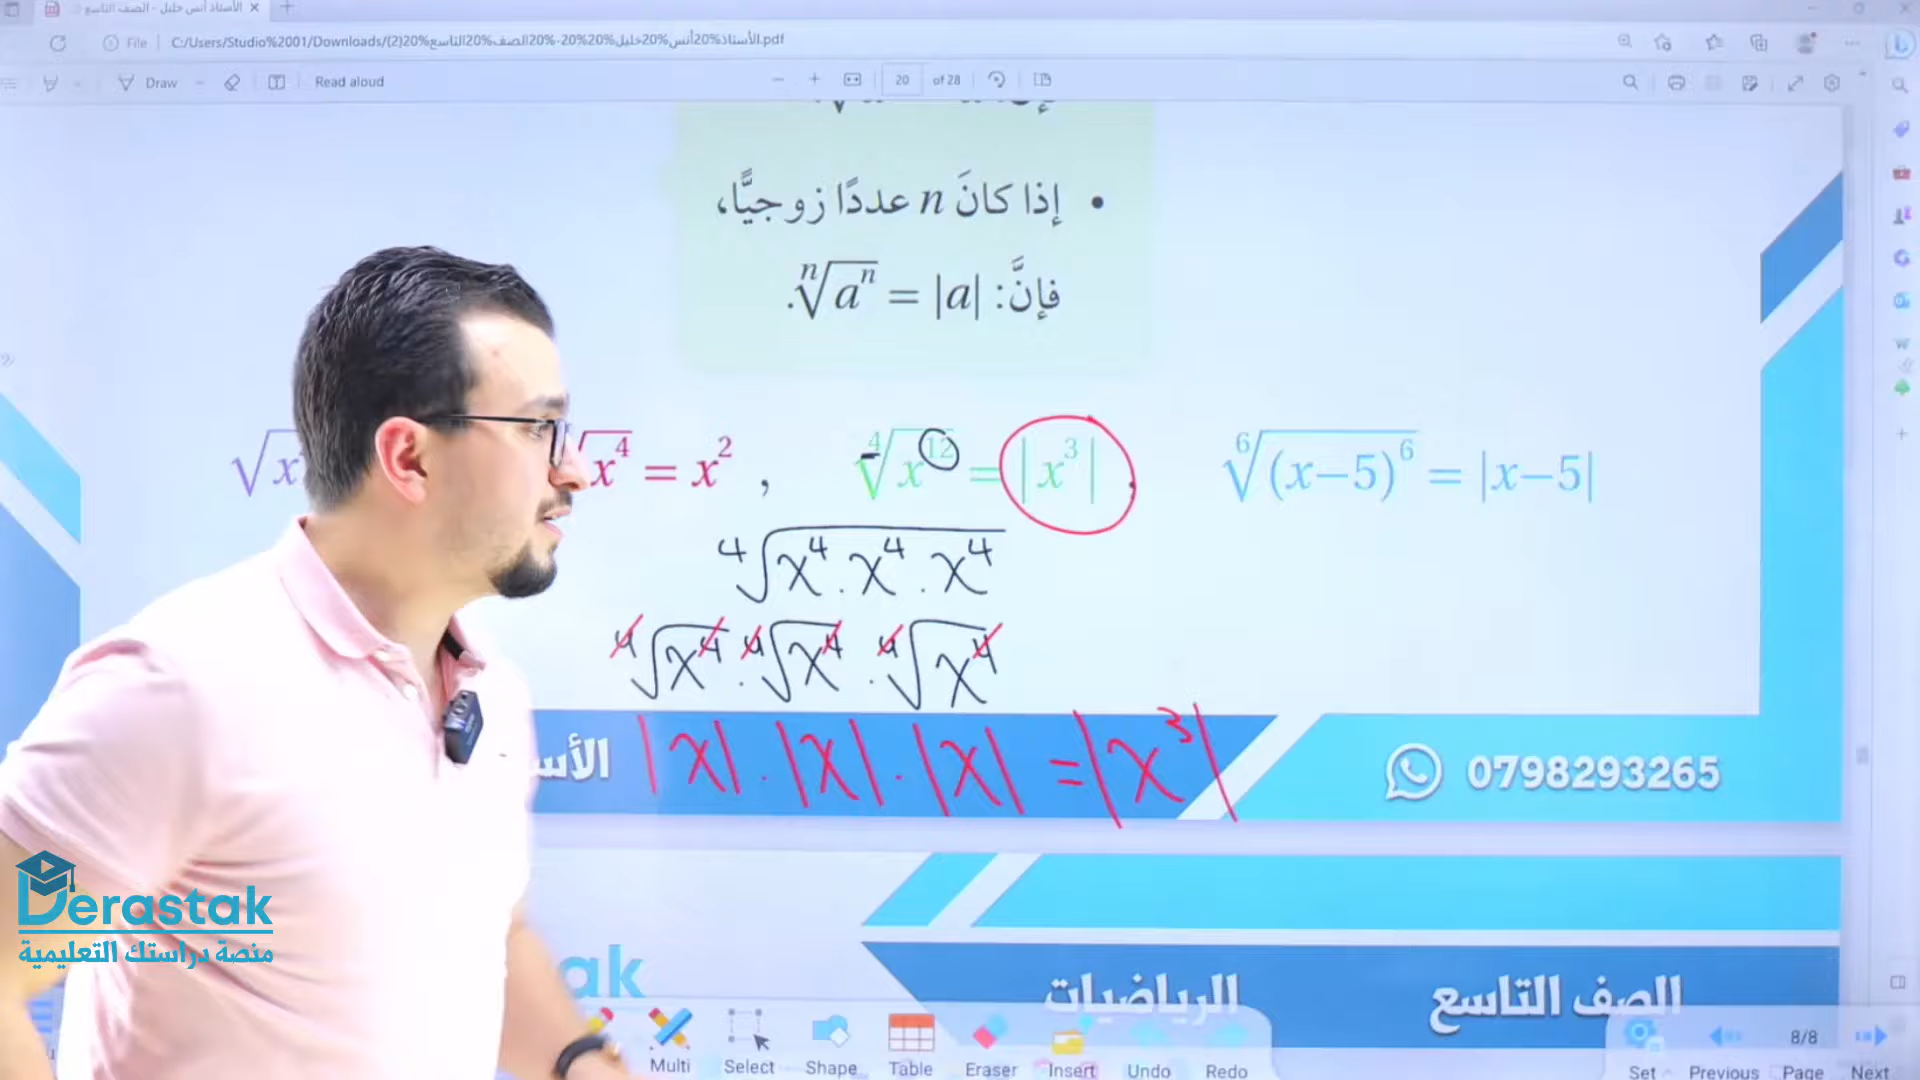 الأستاذ أنس خليل - الصف التاسع
File C:/Users/Studio%2001/Downloads/(2)%20الأستاذ%20أنس%20خليل%20-%20الصف%20التاسع.pdf
Draw Read aloud 20 of 28
• إذا كانَ n عددًا زوجيًّا،
فإنَّ: ⁿ√aⁿ = |a|.
√x⁴ = x² , ⁴√x¹² = |x³| ⁶√(x−5)⁶ = |x−5|
⁴√x⁴ . x⁴ . x⁴
⁴√x⁴ . ⁴√x⁴ . ⁴√x⁴
|x| . |x| . |x| = |x³|
0798293265
Derastak
منصة دراستك التعليمية
ak
الرياضيات
الصف التاسع
Multi Select Shape Table Eraser Insert Undo Redo
Set Previous 8/8 Page Next